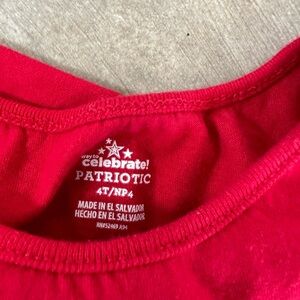 way to
celebrate!
PATRIOTIC
4T/NP4
MADE IN EL SALVADOR
HECHO EN EL SALVADOR